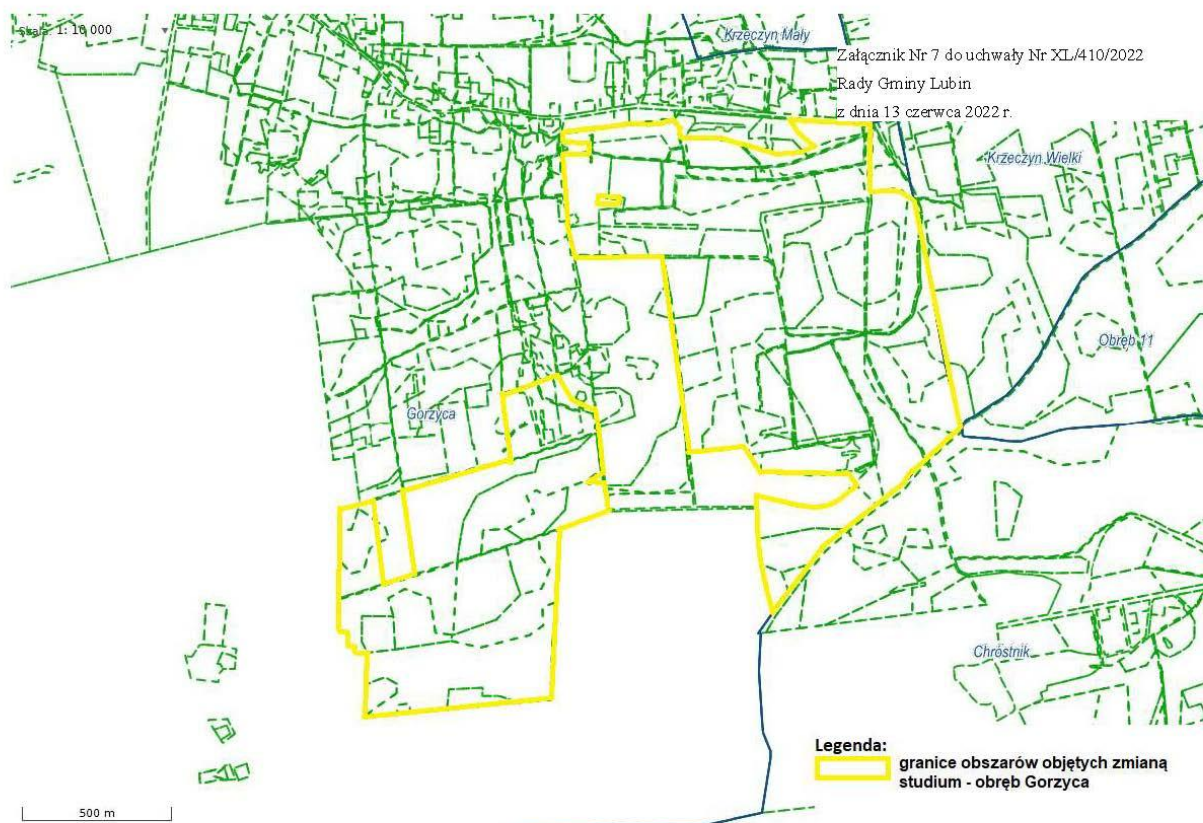 Skala: 1: 10 000
Krzeczyn Mały
Załącznik Nr 7 do uchwały Nr XL/410/2022
Rady Gminy Lubin
z dnia 13 czerwca 2022 r.
Krzeczyn Wielki
Obręb 11
Gorzyca
Chróstnik
Legenda:
granice obszarów objętych zmianą
studium - obręb Gorzyca
500 m